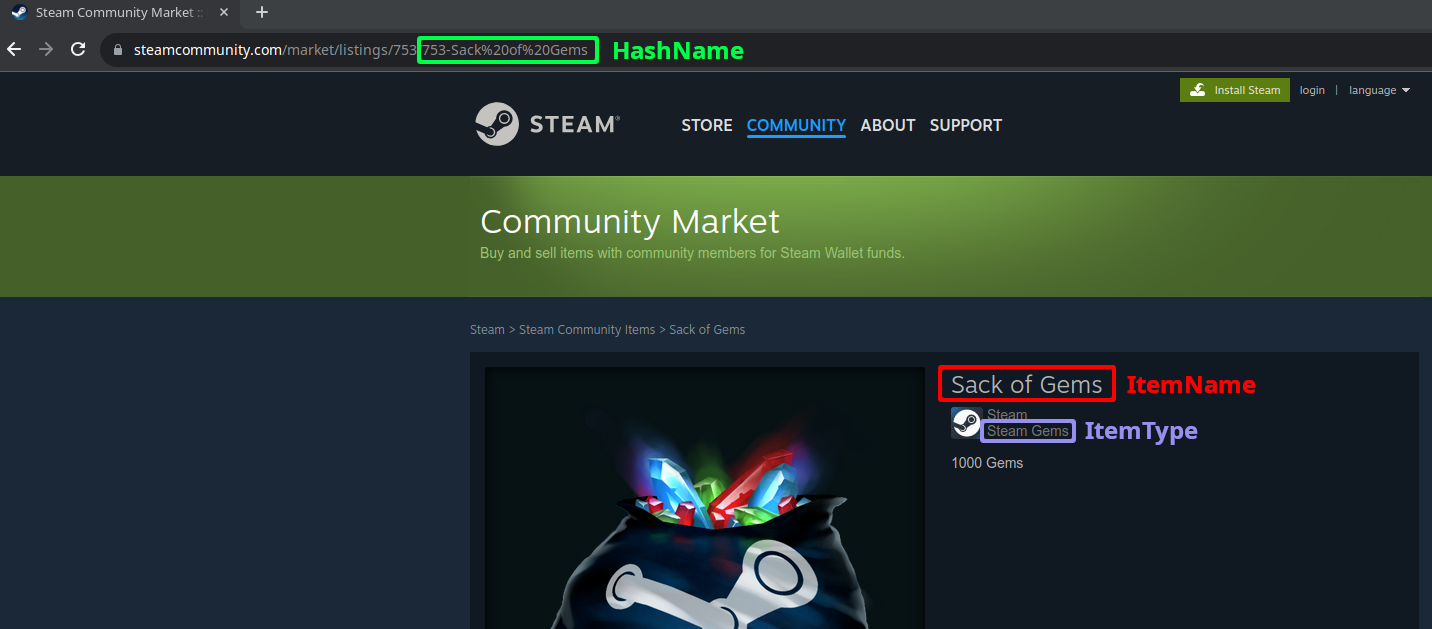 Steam Community Market ::
steamcommunity.com/market/listings/753/753-Sack%20of%20Gems HashName
Install Steam login | language
STEAM® STORE COMMUNITY ABOUT SUPPORT
Community Market
Buy and sell items with community members for Steam Wallet funds.
Steam > Steam Community Items > Sack of Gems
Sack of Gems ItemName
Steam
Steam Gems ItemType
1000 Gems